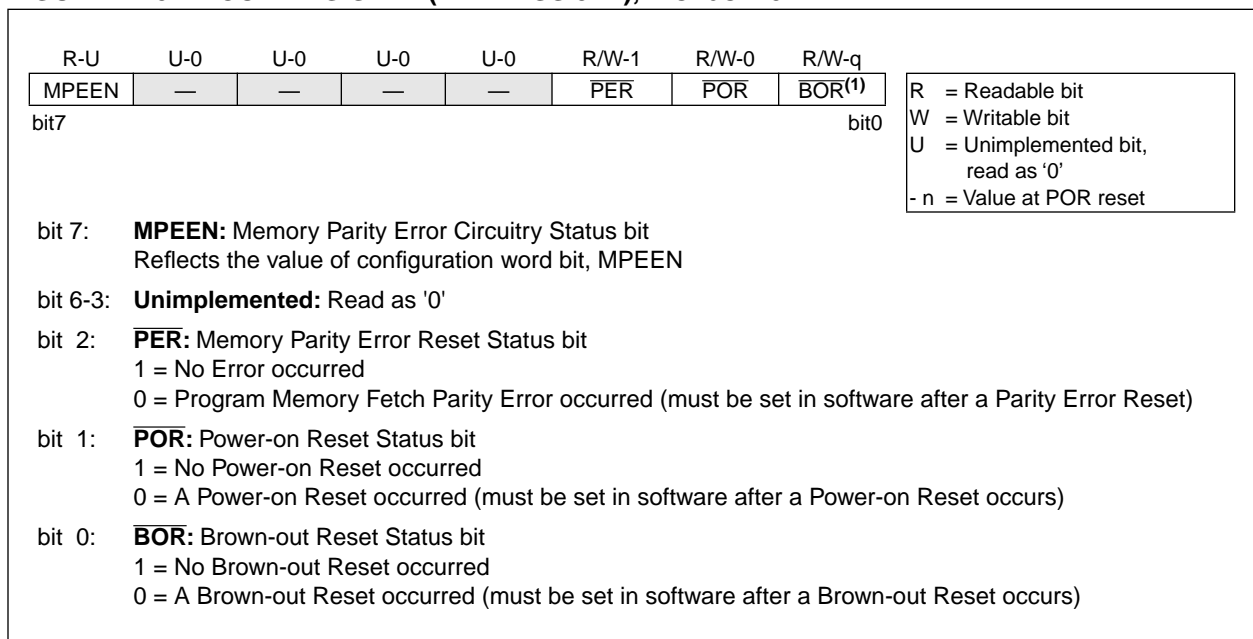 R-U U-0 U-0 U-0 U-0 R/W-1 R/W-0 R/W-q
MPEEN — — — — PER POR BOR(1)
bit7 bit0
R = Readable bit
W = Writable bit
U = Unimplemented bit,
read as ‘0’
- n = Value at POR reset
bit 7: MPEEN: Memory Parity Error Circuitry Status bit
Reflects the value of configuration word bit, MPEEN
bit 6-3: Unimplemented: Read as '0'
bit 2: PER: Memory Parity Error Reset Status bit
1 = No Error occurred
0 = Program Memory Fetch Parity Error occurred (must be set in software after a Parity Error Reset)
bit 1: POR: Power-on Reset Status bit
1 = No Power-on Reset occurred
0 = A Power-on Reset occurred (must be set in software after a Power-on Reset occurs)
bit 0: BOR: Brown-out Reset Status bit
1 = No Brown-out Reset occurred
0 = A Brown-out Reset occurred (must be set in software after a Brown-out Reset occurs)